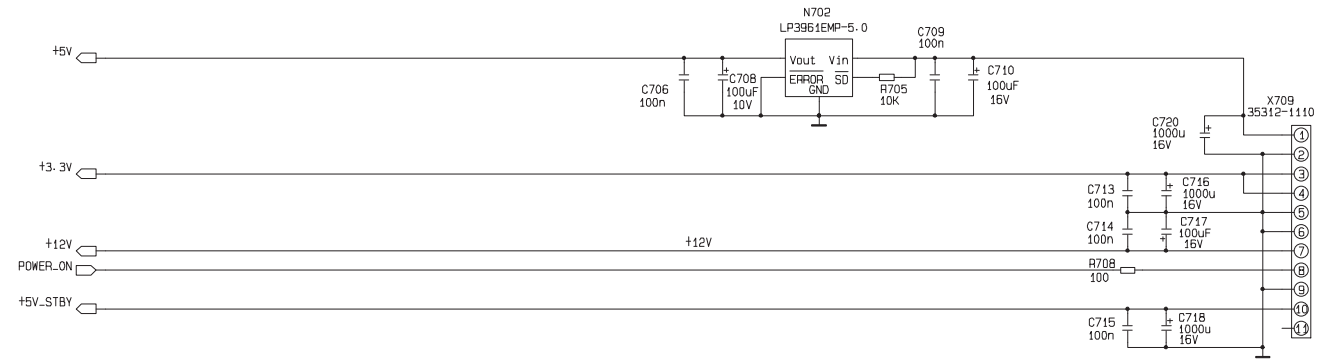 N702
LP3961EMP-5.0
+5V
Vout Vin
ERROR SD
GND
C706
100n
C708
100uF
10V
R705
10K
C709
100n
C710
100uF
16V
X709
35312-1110
C720
1000u
16V
1
2
3
4
5
6
7
8
9
10
11
+3.3V
C713
100n
C716
1000u
16V
C714
100n
C717
100uF
16V
+12V
+12V
POWER_ON
R708
100
+5V_STBY
C715
100n
C718
1000u
16V